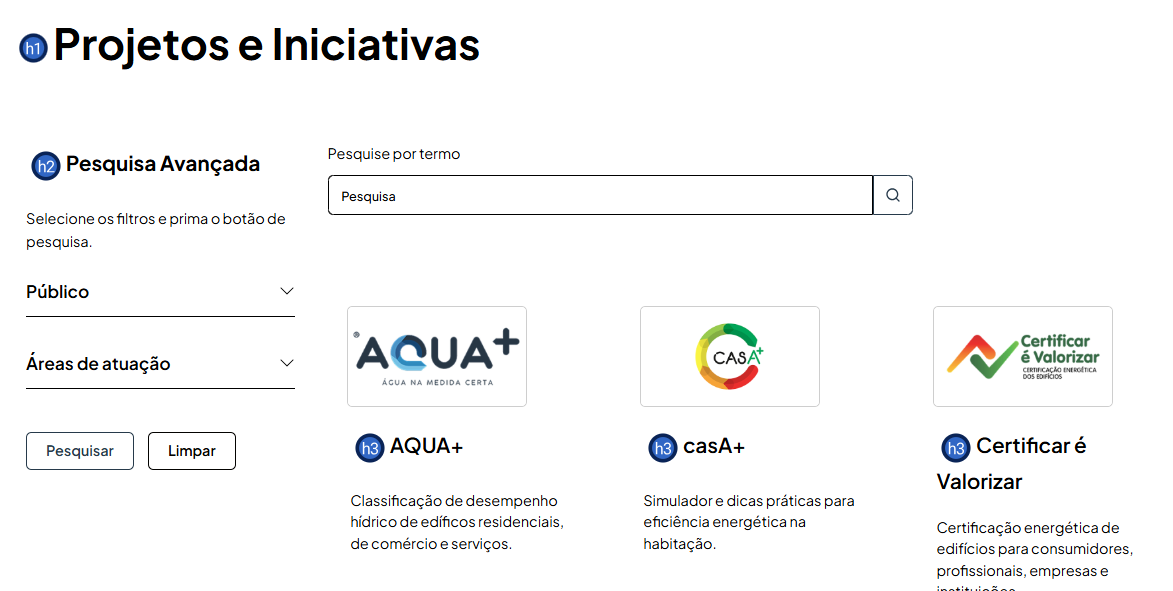 h1 Projetos e Iniciativas
h2 Pesquisa Avançada
Selecione os filtros e prima o botão de
pesquisa.
Público
Áreas de atuação
Pesquisar Limpar
Pesquise por termo
Pesquisa
® AQUA+
ÁGUA NA MEDIDA CERTA
h3 AQUA+
Classificação de desempenho
hídrico de edíficos residenciais,
de comércio e serviços.
CASA+
h3 casA+
Simulador e dicas práticas para
eficiência energética na
habitação.
Certificar
é Valorizar
CERTIFICAÇÃO ENERGÉTICA
DOS EDIFÍCIOS
h3 Certificar é
Valorizar
Certificação energética de
edifícios para consumidores,
profissionais, empresas e
instituições